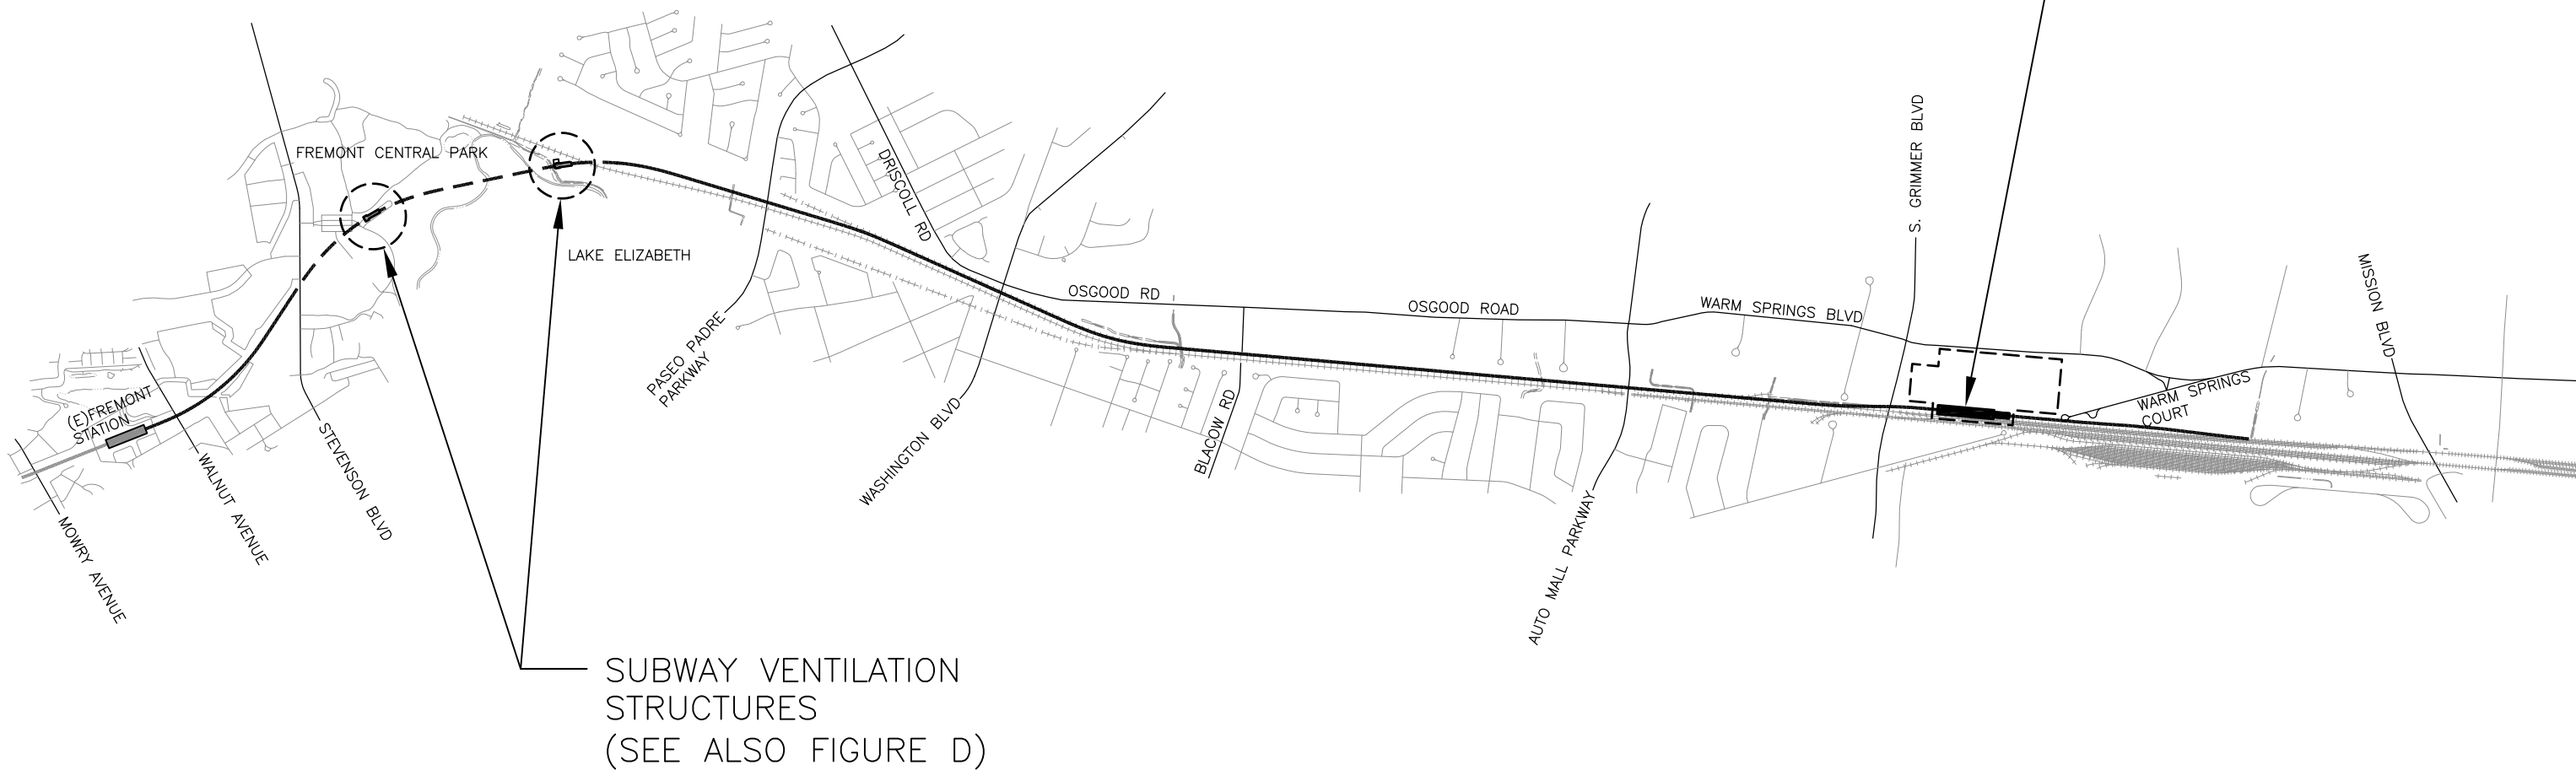 FREMONT CENTRAL PARK
LAKE ELIZABETH
(E)FREMONT
STATION
MOWRY AVENUE
WALNUT AVENUE
STEVENSON BLVD
PASEO PADRE
PARKWAY
DRISCOLL RD
WASHINGTON BLVD
OSGOOD RD
BLACOW RD
OSGOOD ROAD
AUTO MALL PARKWAY
WARM SPRINGS BLVD
S. GRIMMER BLVD
WARM SPRINGS
COURT
MISSION BLVD
SUBWAY VENTILATION
STRUCTURES
(SEE ALSO FIGURE D)